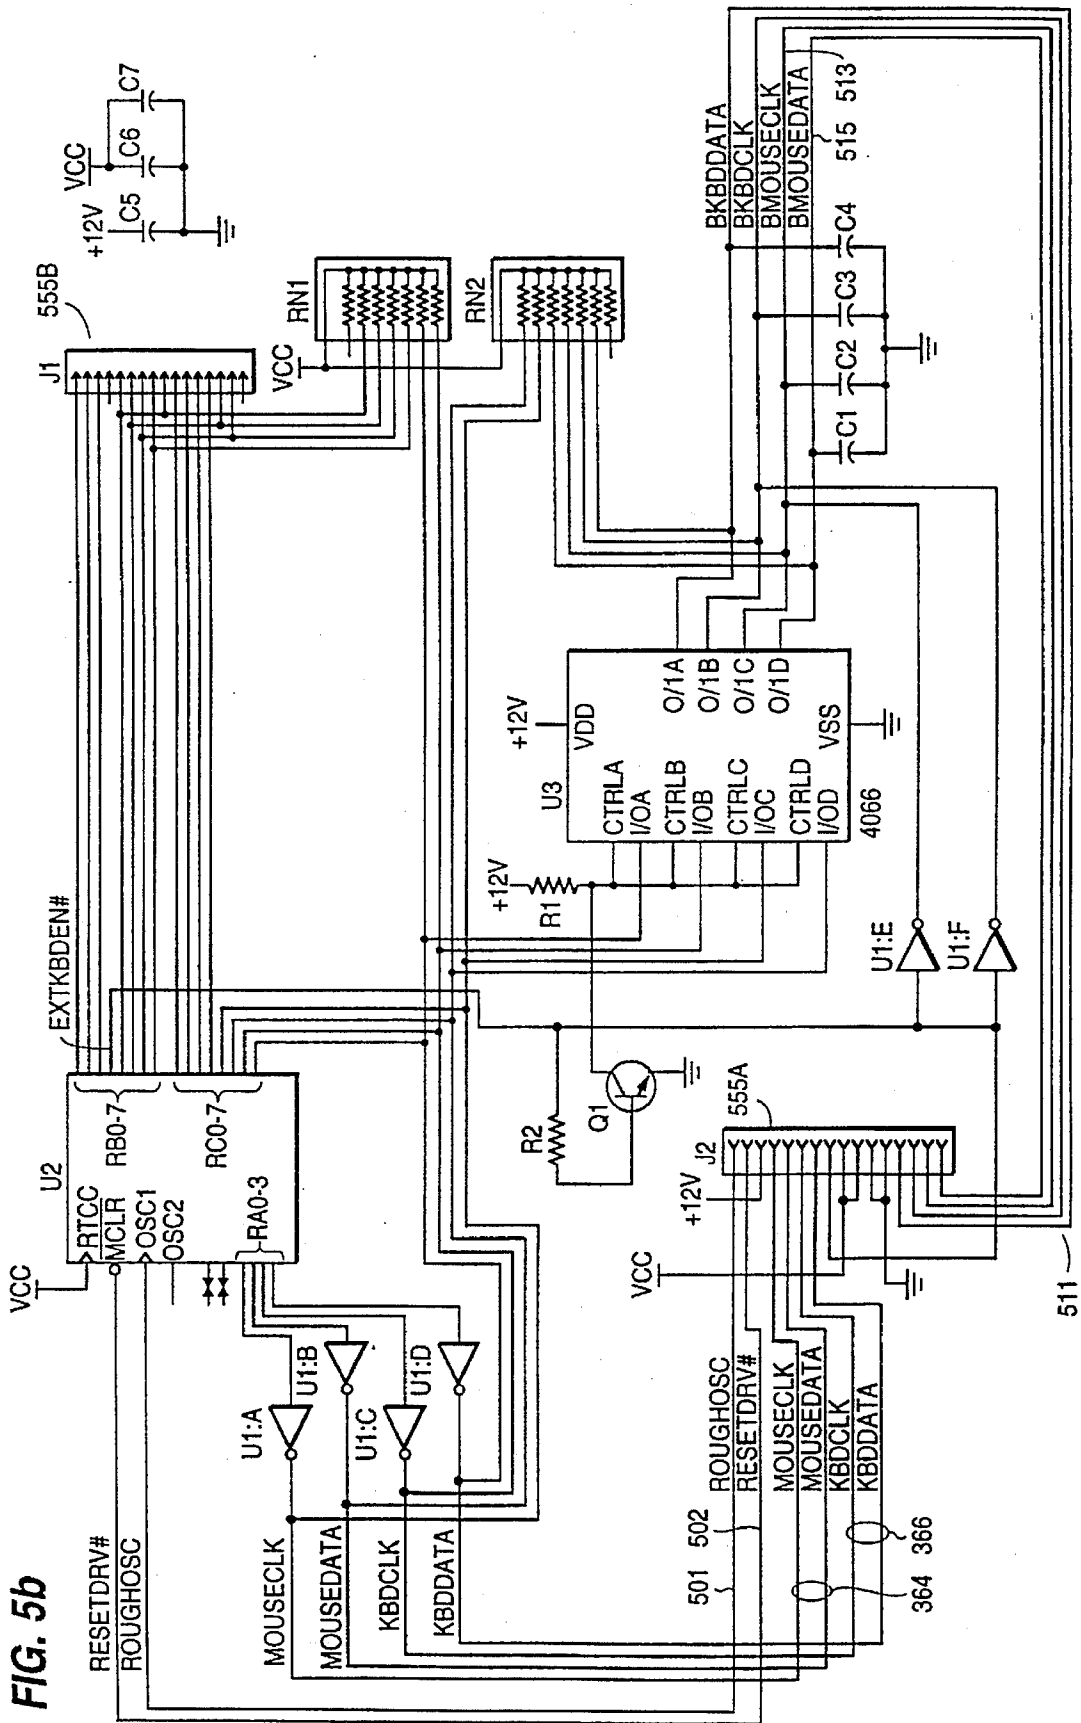 FIG. 5b
RESETDRV#
ROUGHOSC
MOUSECLK
MOUSEDATA
KBDCLK
KBDDATA
U1:A
U1:B
U1:C
U1:D
VCC
U2
RTCC
MCLR
OSC1
OSC2
RA0-3
RB0-7
RC0-7
EXTKBDEN#
J1
555B
+12V
VCC
C5
C6
C7
VCC
RN1
RN2
+12V
R1
R2
Q1
U3
+12V
VDD
CTRLA
I/OA
CTRLB
I/OB
CTRLC
I/OC
CTRLD
I/OD
O/1A
O/1B
O/1C
O/1D
VSS
4066
BKBDDATA
BKBDCLK
BMOUSECLK
BMOUSEDATA
513
515
C1
C2
C3
C4
U1:E
U1:F
501
502
ROUGHOSC
RESETDRV#
MOUSECLK
MOUSEDATA
KBDCLK
KBDDATA
364
366
VCC
+12V
J2
555A
511